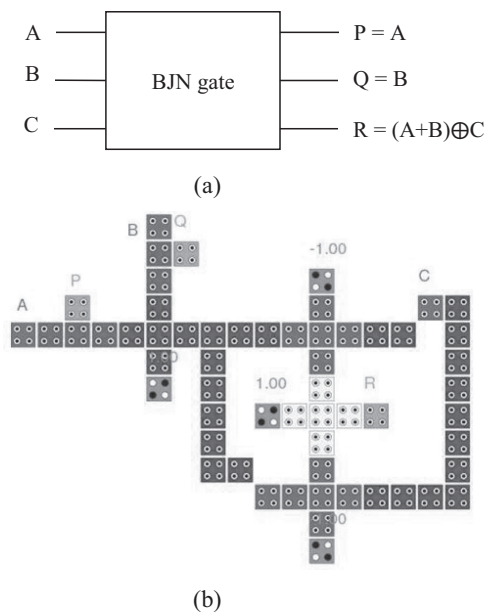 A
B
C
BJN gate
P = A
Q = B
R = (A+B)⊕C
(a)
B
Q
-1.00
P
A
C
1.00
R
(b)